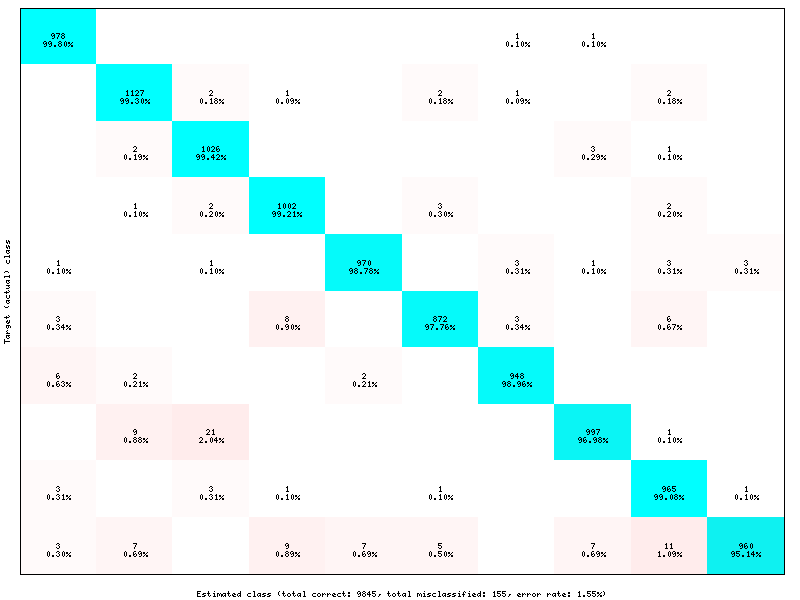 978 1 1
99.80% 0.10% 0.10%
1127 2 1 2 1 2
99.30% 0.18% 0.09% 0.18% 0.09% 0.18%
2 1026 3 1
0.19% 99.42% 0.29% 0.10%
1 2 1002 3 2
0.10% 0.20% 99.21% 0.30% 0.20%
1 1 970 3 1 3 3
0.10% 0.10% 98.78% 0.31% 0.10% 0.31% 0.31%
3 8 872 3 6
0.34% 0.90% 97.76% 0.34% 0.67%
6 2 2 948
0.63% 0.21% 0.21% 98.96%
9 21 997 1
0.88% 2.04% 96.98% 0.10%
3 3 1 1 965 1
0.31% 0.31% 0.10% 0.10% 99.08% 0.10%
3 7 9 7 5 7 11 960
0.30% 0.69% 0.89% 0.69% 0.50% 0.69% 1.09% 95.14%
Target (actual) class
Estimated class (total correct: 9845, total misclassified: 155, error rate: 1.55%)